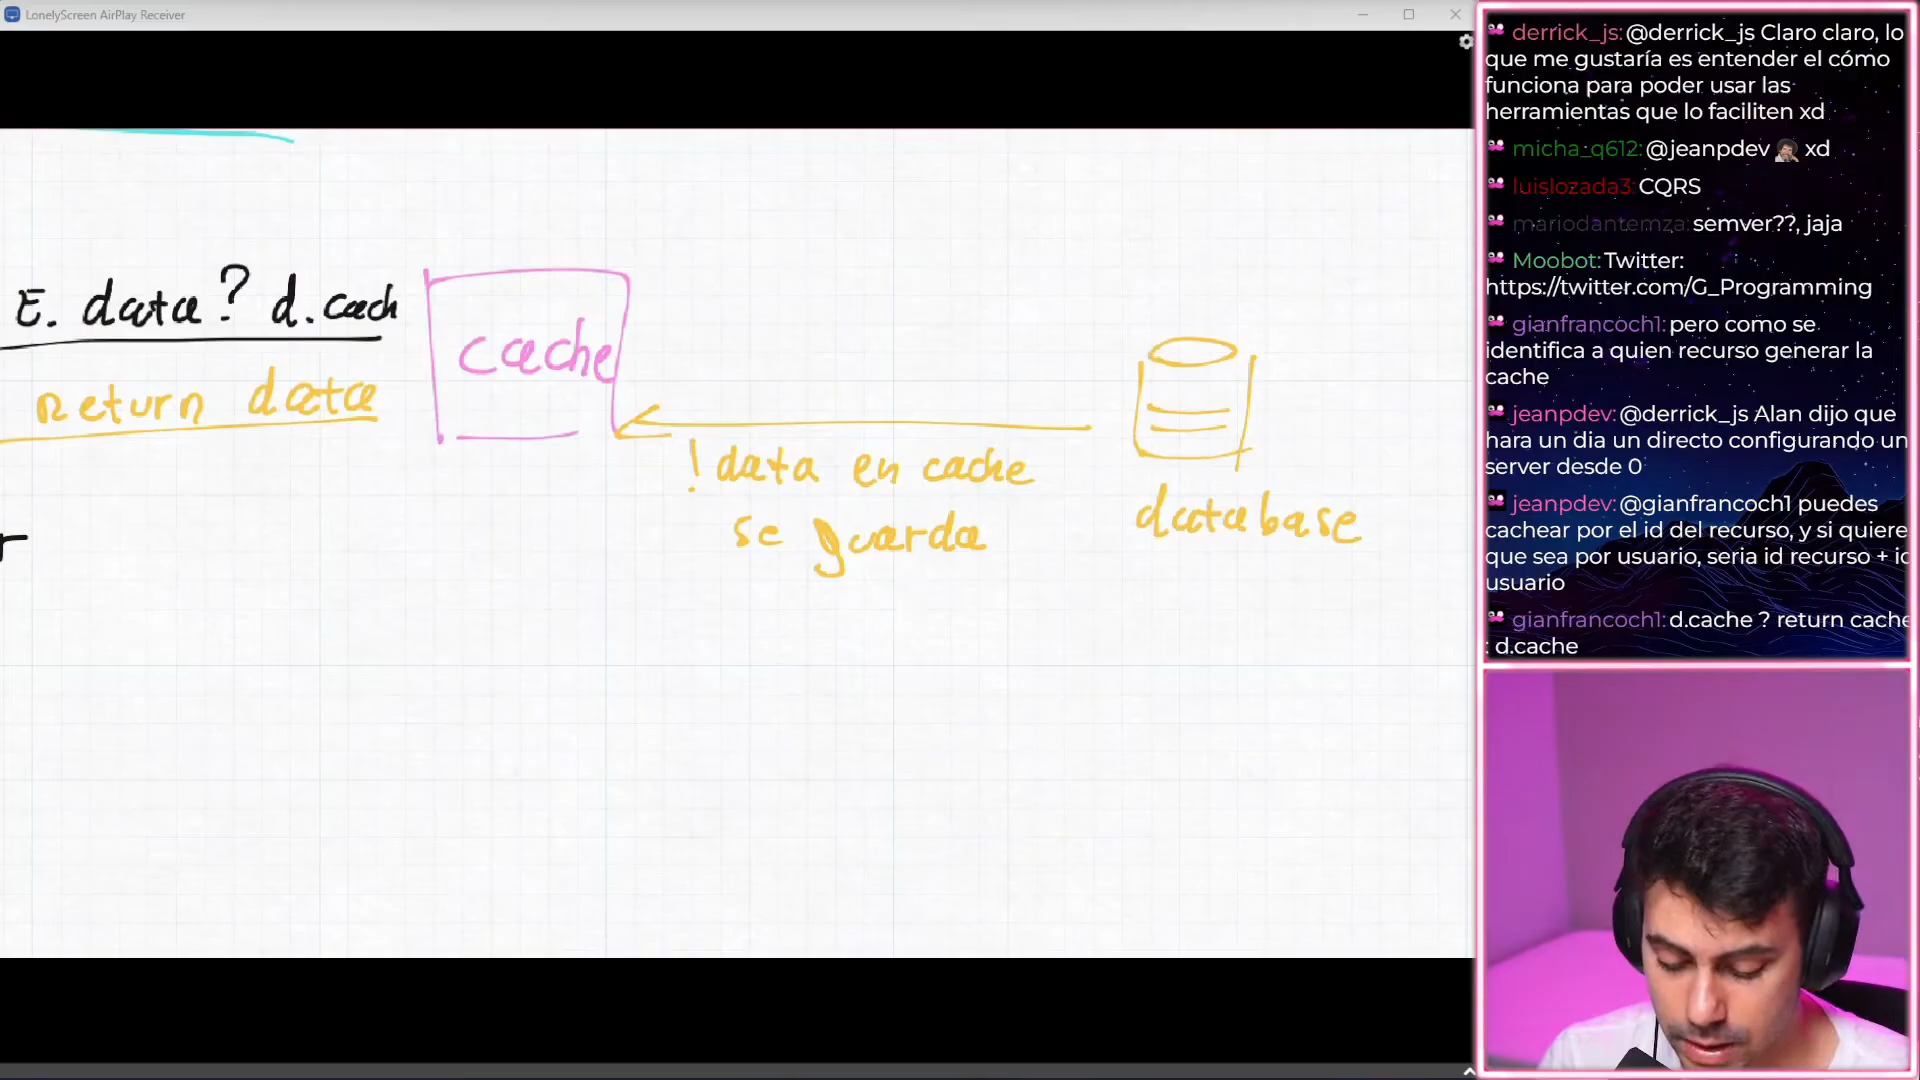 LonelyScreen AirPlay Receiver
E. data? d.cach
return data
cache
! data en cache
se guarda
database
derrick_js: @derrick_js Claro claro, lo
que me gustaría es entender el cómo
funciona para poder usar las
herramientas que lo faciliten xd
micha_q612: @jeanpdev xd
luislozada3: CQRS
mariodantemza: semver??, jaja
Moobot: Twitter:
https://twitter.com/G_Programming
gianfrancoch1: pero como se
identifica a quien recurso generar la
cache
jeanpdev: @derrick_js Alan dijo que
hara un dia un directo configurando un
server desde 0
jeanpdev: @gianfrancoch1 puedes
cachear por el id del recurso, y si quiere
que sea por usuario, seria id recurso + id
usuario
gianfrancoch1: d.cache ? return cache
: d.cache